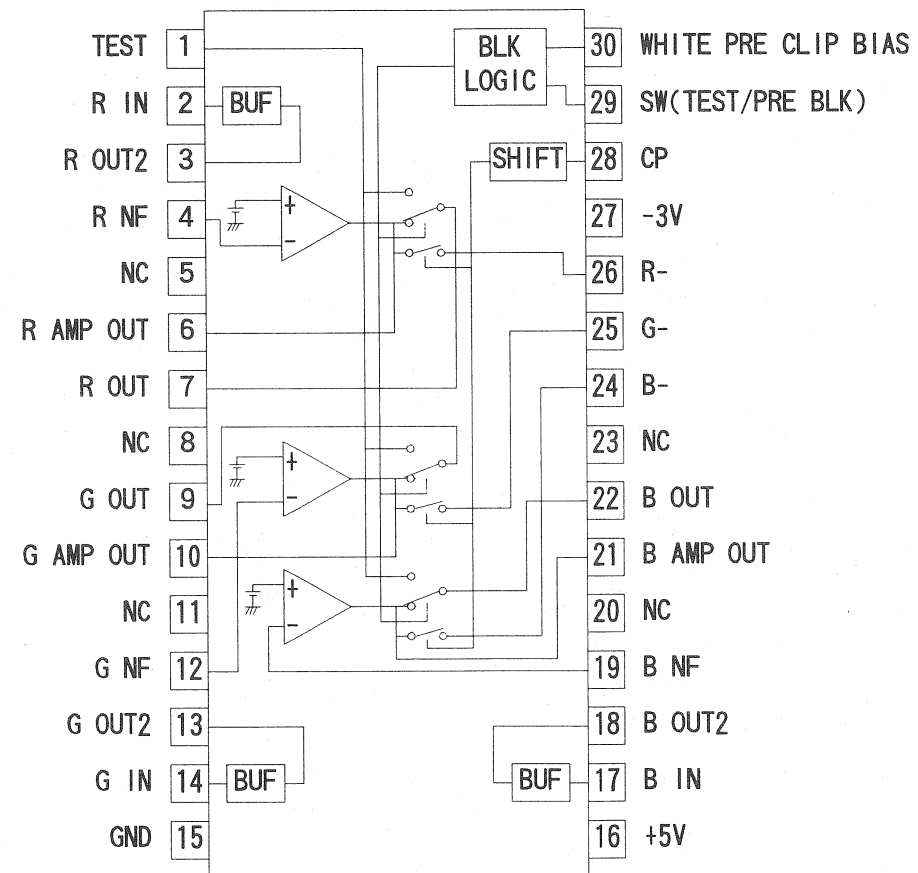 TEST 1
R IN 2
R OUT2 3
R NF 4
NC 5
R AMP OUT 6
R OUT 7
NC 8
G OUT 9
G AMP OUT 10
NC 11
G NF 12
G OUT2 13
G IN 14
GND 15
BUF
+
-
+
-
+
-
BUF
BLK
LOGIC
SHIFT
BUF
30 WHITE PRE CLIP BIAS
29 SW(TEST/PRE BLK)
28 CP
27 -3V
26 R-
25 G-
24 B-
23 NC
22 B OUT
21 B AMP OUT
20 NC
19 B NF
18 B OUT2
17 B IN
16 +5V